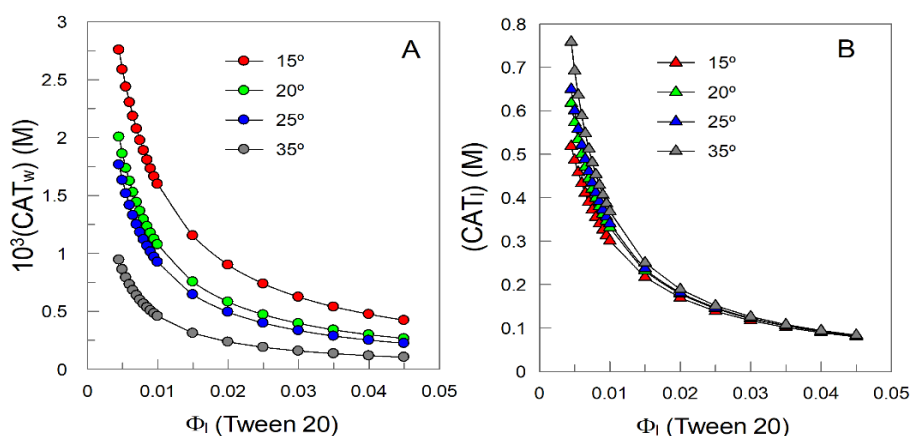 A
10³(CATw) (M)
3
2.5
2
1.5
1
0.5
0
15º
20º
25º
35º
0 0.01 0.02 0.03 0.04 0.05
Φl (Tween 20)
B
(CATl) (M)
0.8
0.7
0.6
0.5
0.4
0.3
0.2
0.1
0
15º
20º
25º
35º
0 0.01 0.02 0.03 0.04 0.05
Φl (Tween 20)